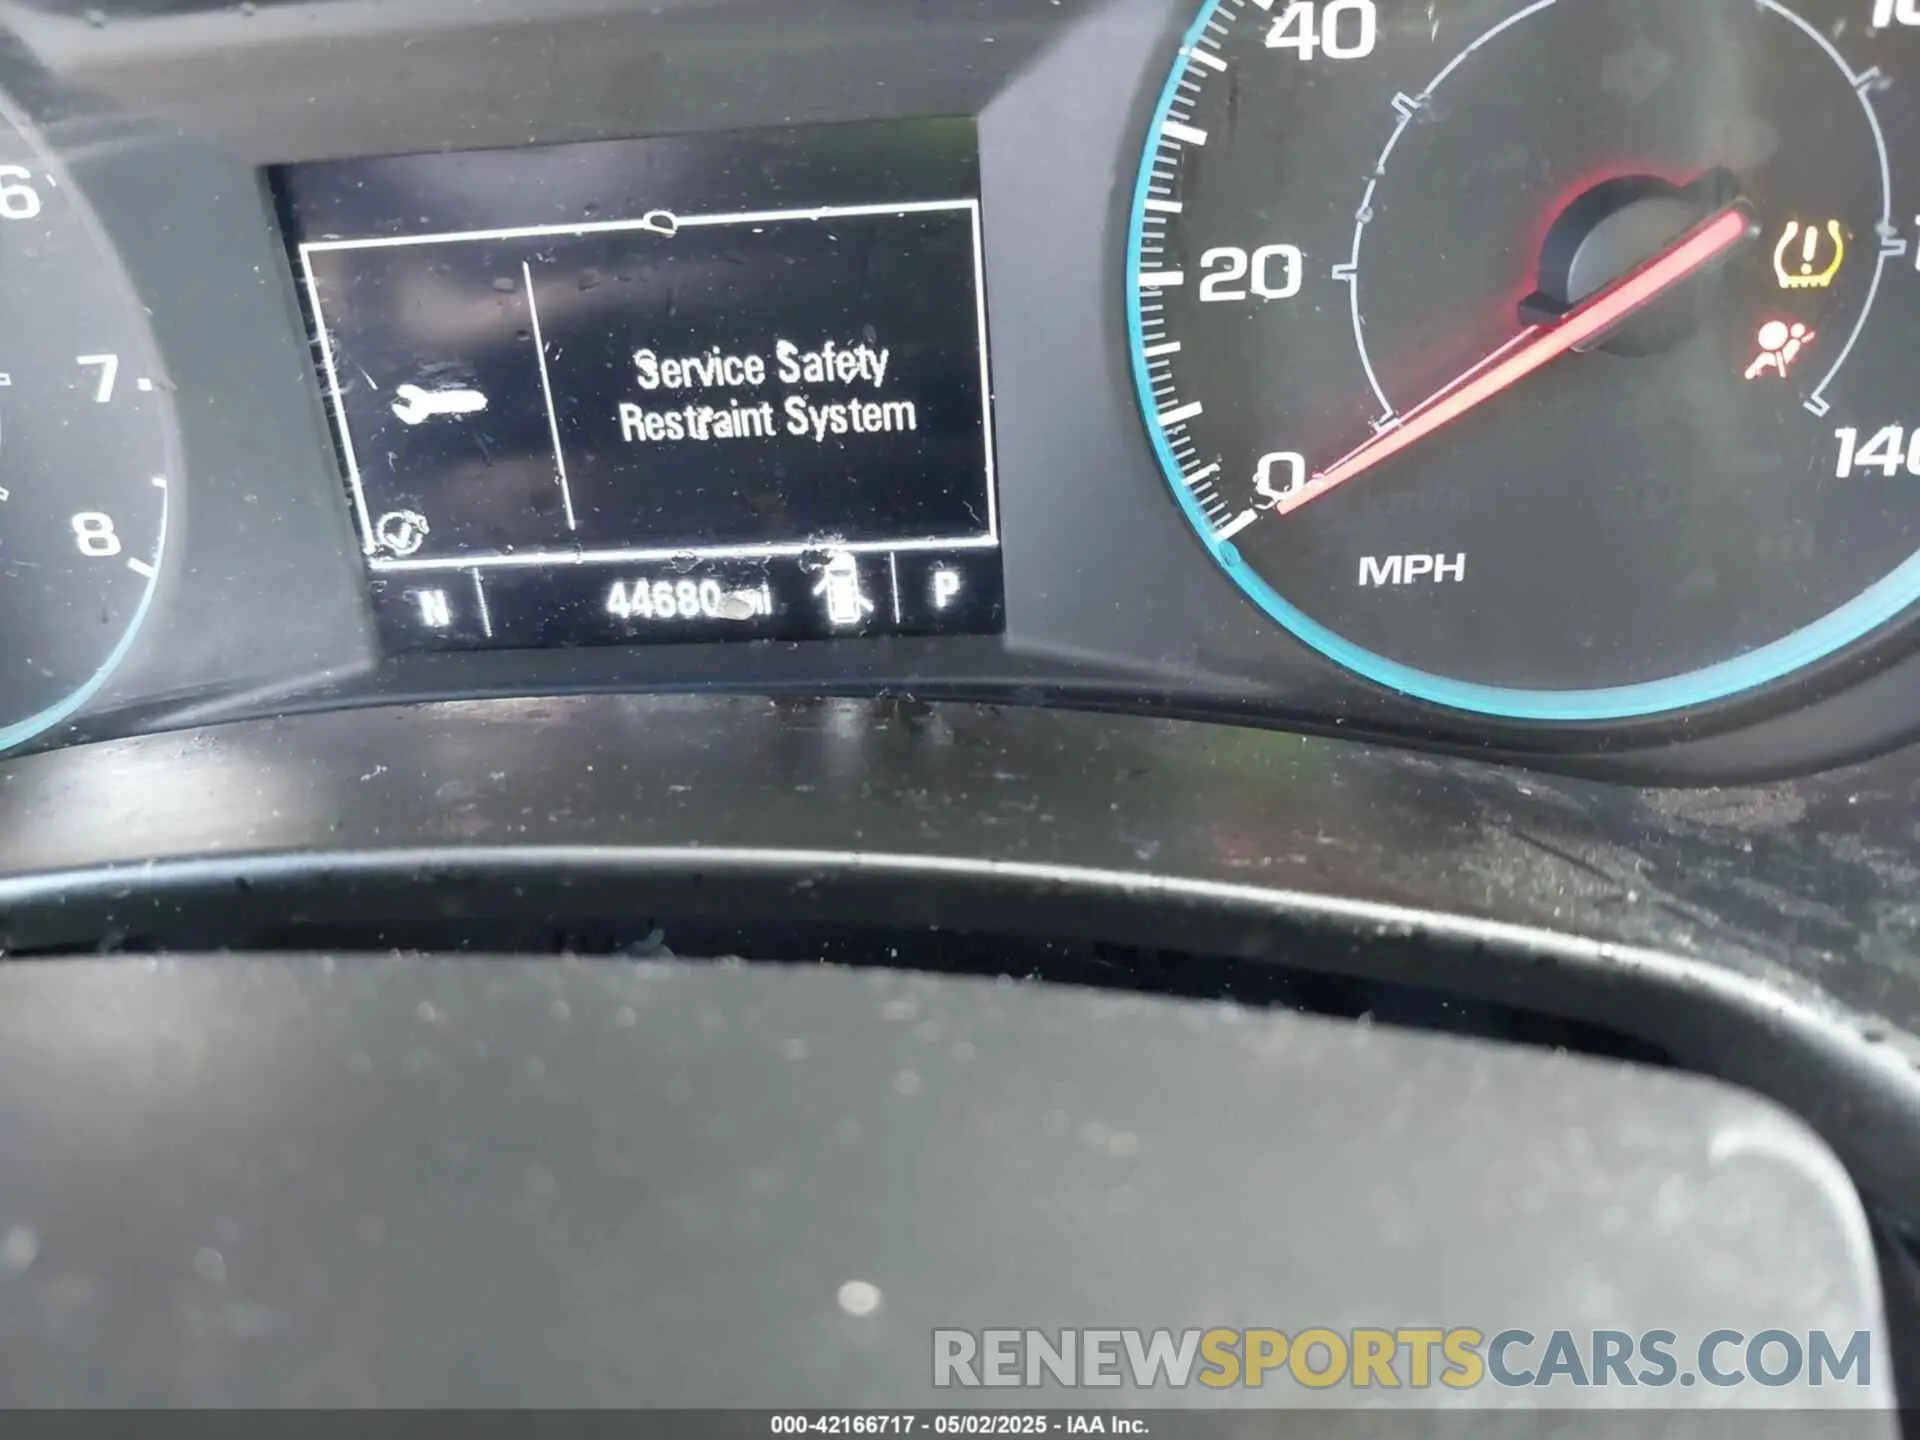 40
6
20
7
Service Safety
Restraint System
0
140
8
MPH
N 44680 mi P
RENEWSPORTSCARS.COM
000-42166717 - 05/02/2025 - IAA Inc.